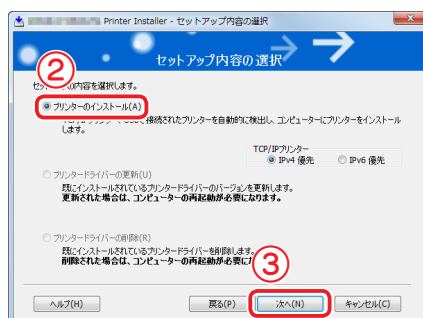 Printer Installer - セットアップ内容の選択
セットアップ内容の選択
②
の内容を選択します。
プリンターのインストール(A)
接続されたプリンターを自動的に検出し、コンピューターにプリンターをインストール
します。
TCP/IPプリンター
IPv4 優先 IPv6 優先
プリンタードライバーの更新(U)
既にインストールされているプリンタードライバーのバージョンを更新します。
更新された場合は、コンピューターの再起動が必要になります。
プリンタードライバーの削除(R)
既にインストールされているプリンタードライバーを削除します。
削除された場合は、コンピューターの再起動が必要に
③
ヘルプ(H) 戻る(P) 次へ(N) キャンセル(C)